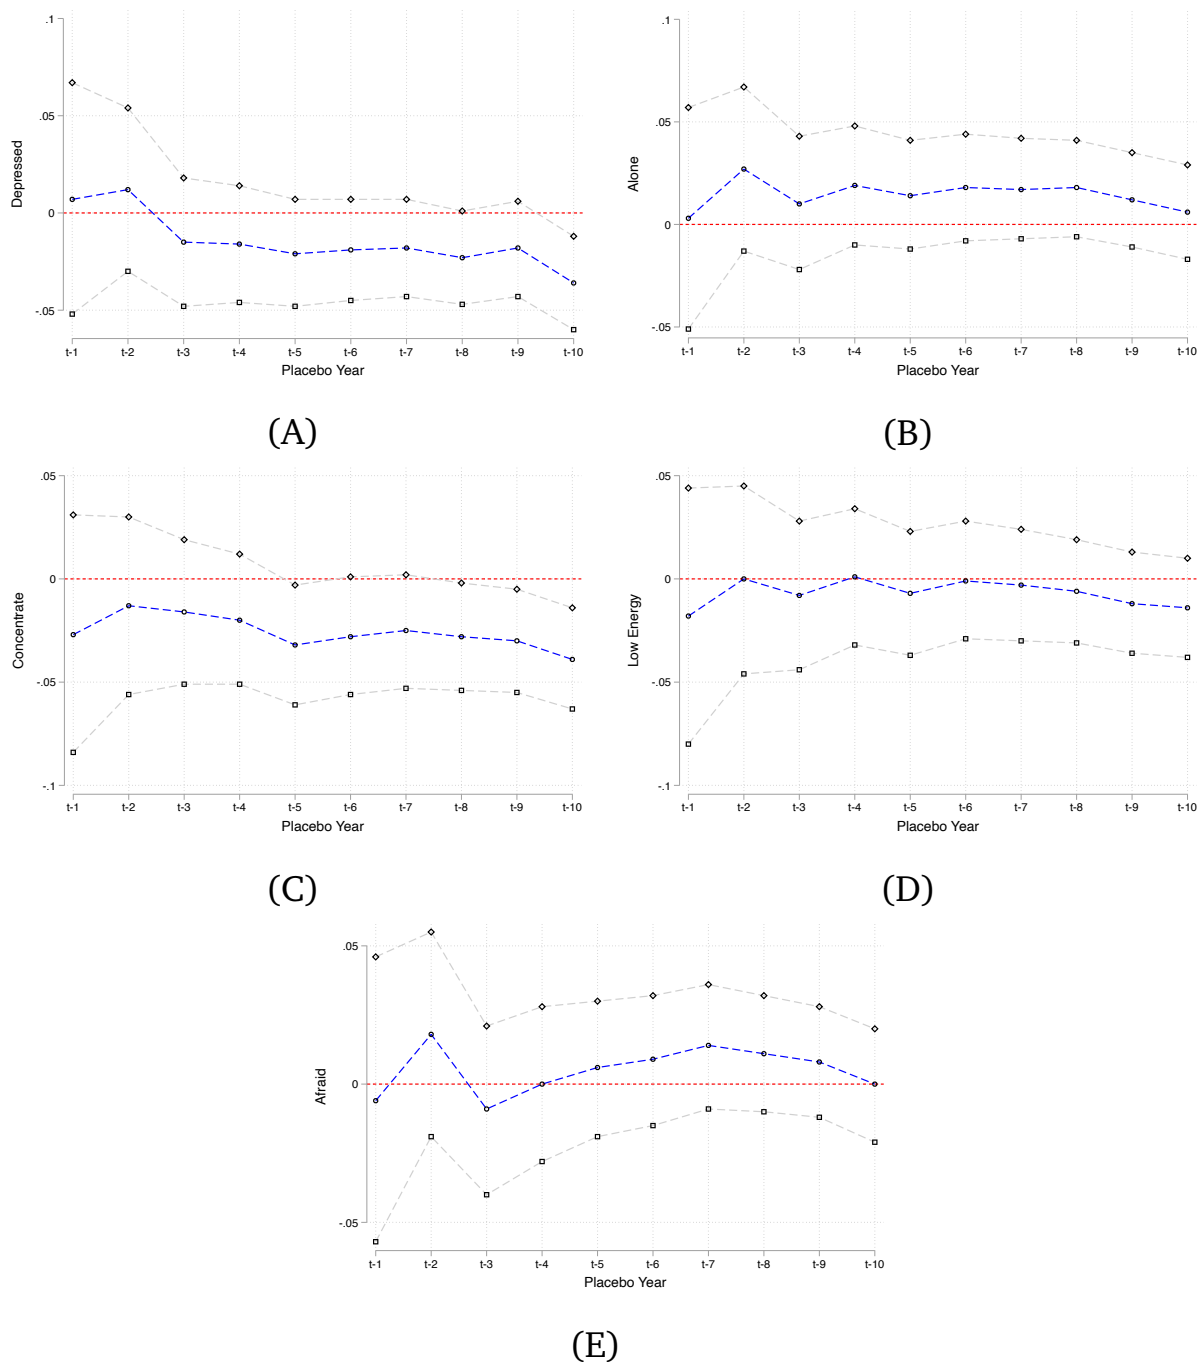 .1
.05
0
-.05
Depressed
t-1 t-2 t-3 t-4 t-5 t-6 t-7 t-8 t-9 t-10
Placebo Year
(A)
.1
.05
0
-.05
Alone
t-1 t-2 t-3 t-4 t-5 t-6 t-7 t-8 t-9 t-10
Placebo Year
(B)
.05
0
-.05
-.1
Concentrate
t-1 t-2 t-3 t-4 t-5 t-6 t-7 t-8 t-9 t-10
Placebo Year
(C)
.05
0
-.05
-.1
Low Energy
t-1 t-2 t-3 t-4 t-5 t-6 t-7 t-8 t-9 t-10
Placebo Year
(D)
.05
0
-.05
Afraid
t-1 t-2 t-3 t-4 t-5 t-6 t-7 t-8 t-9 t-10
Placebo Year
(E)